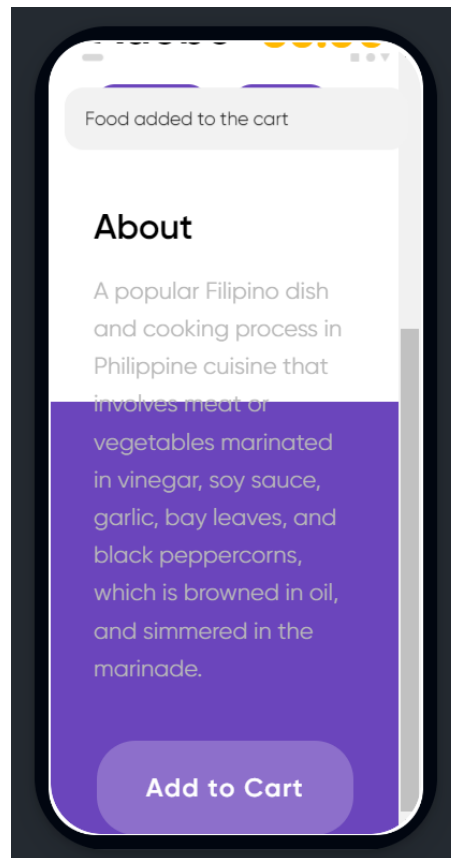 Food added to the cart
About
A popular Filipino dish
and cooking process in
Philippine cuisine that
involves meat or
vegetables marinated
in vinegar, soy sauce,
garlic, bay leaves, and
black peppercorns,
which is browned in oil,
and simmered in the
marinade.
Add to Cart